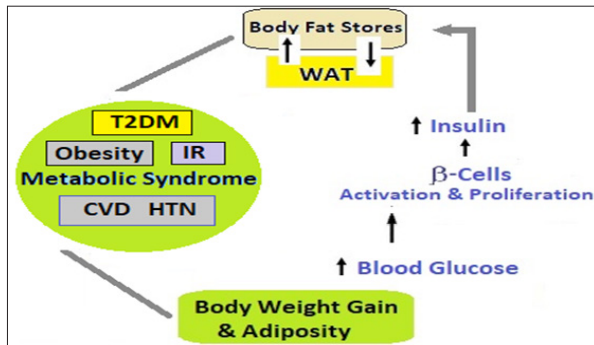 Body Fat Stores
WAT
T2DM
Obesity
IR
Metabolic Syndrome
CVD HTN
Insulin
β-Cells
Activation & Proliferation
Blood Glucose
Body Weight Gain
& Adiposity